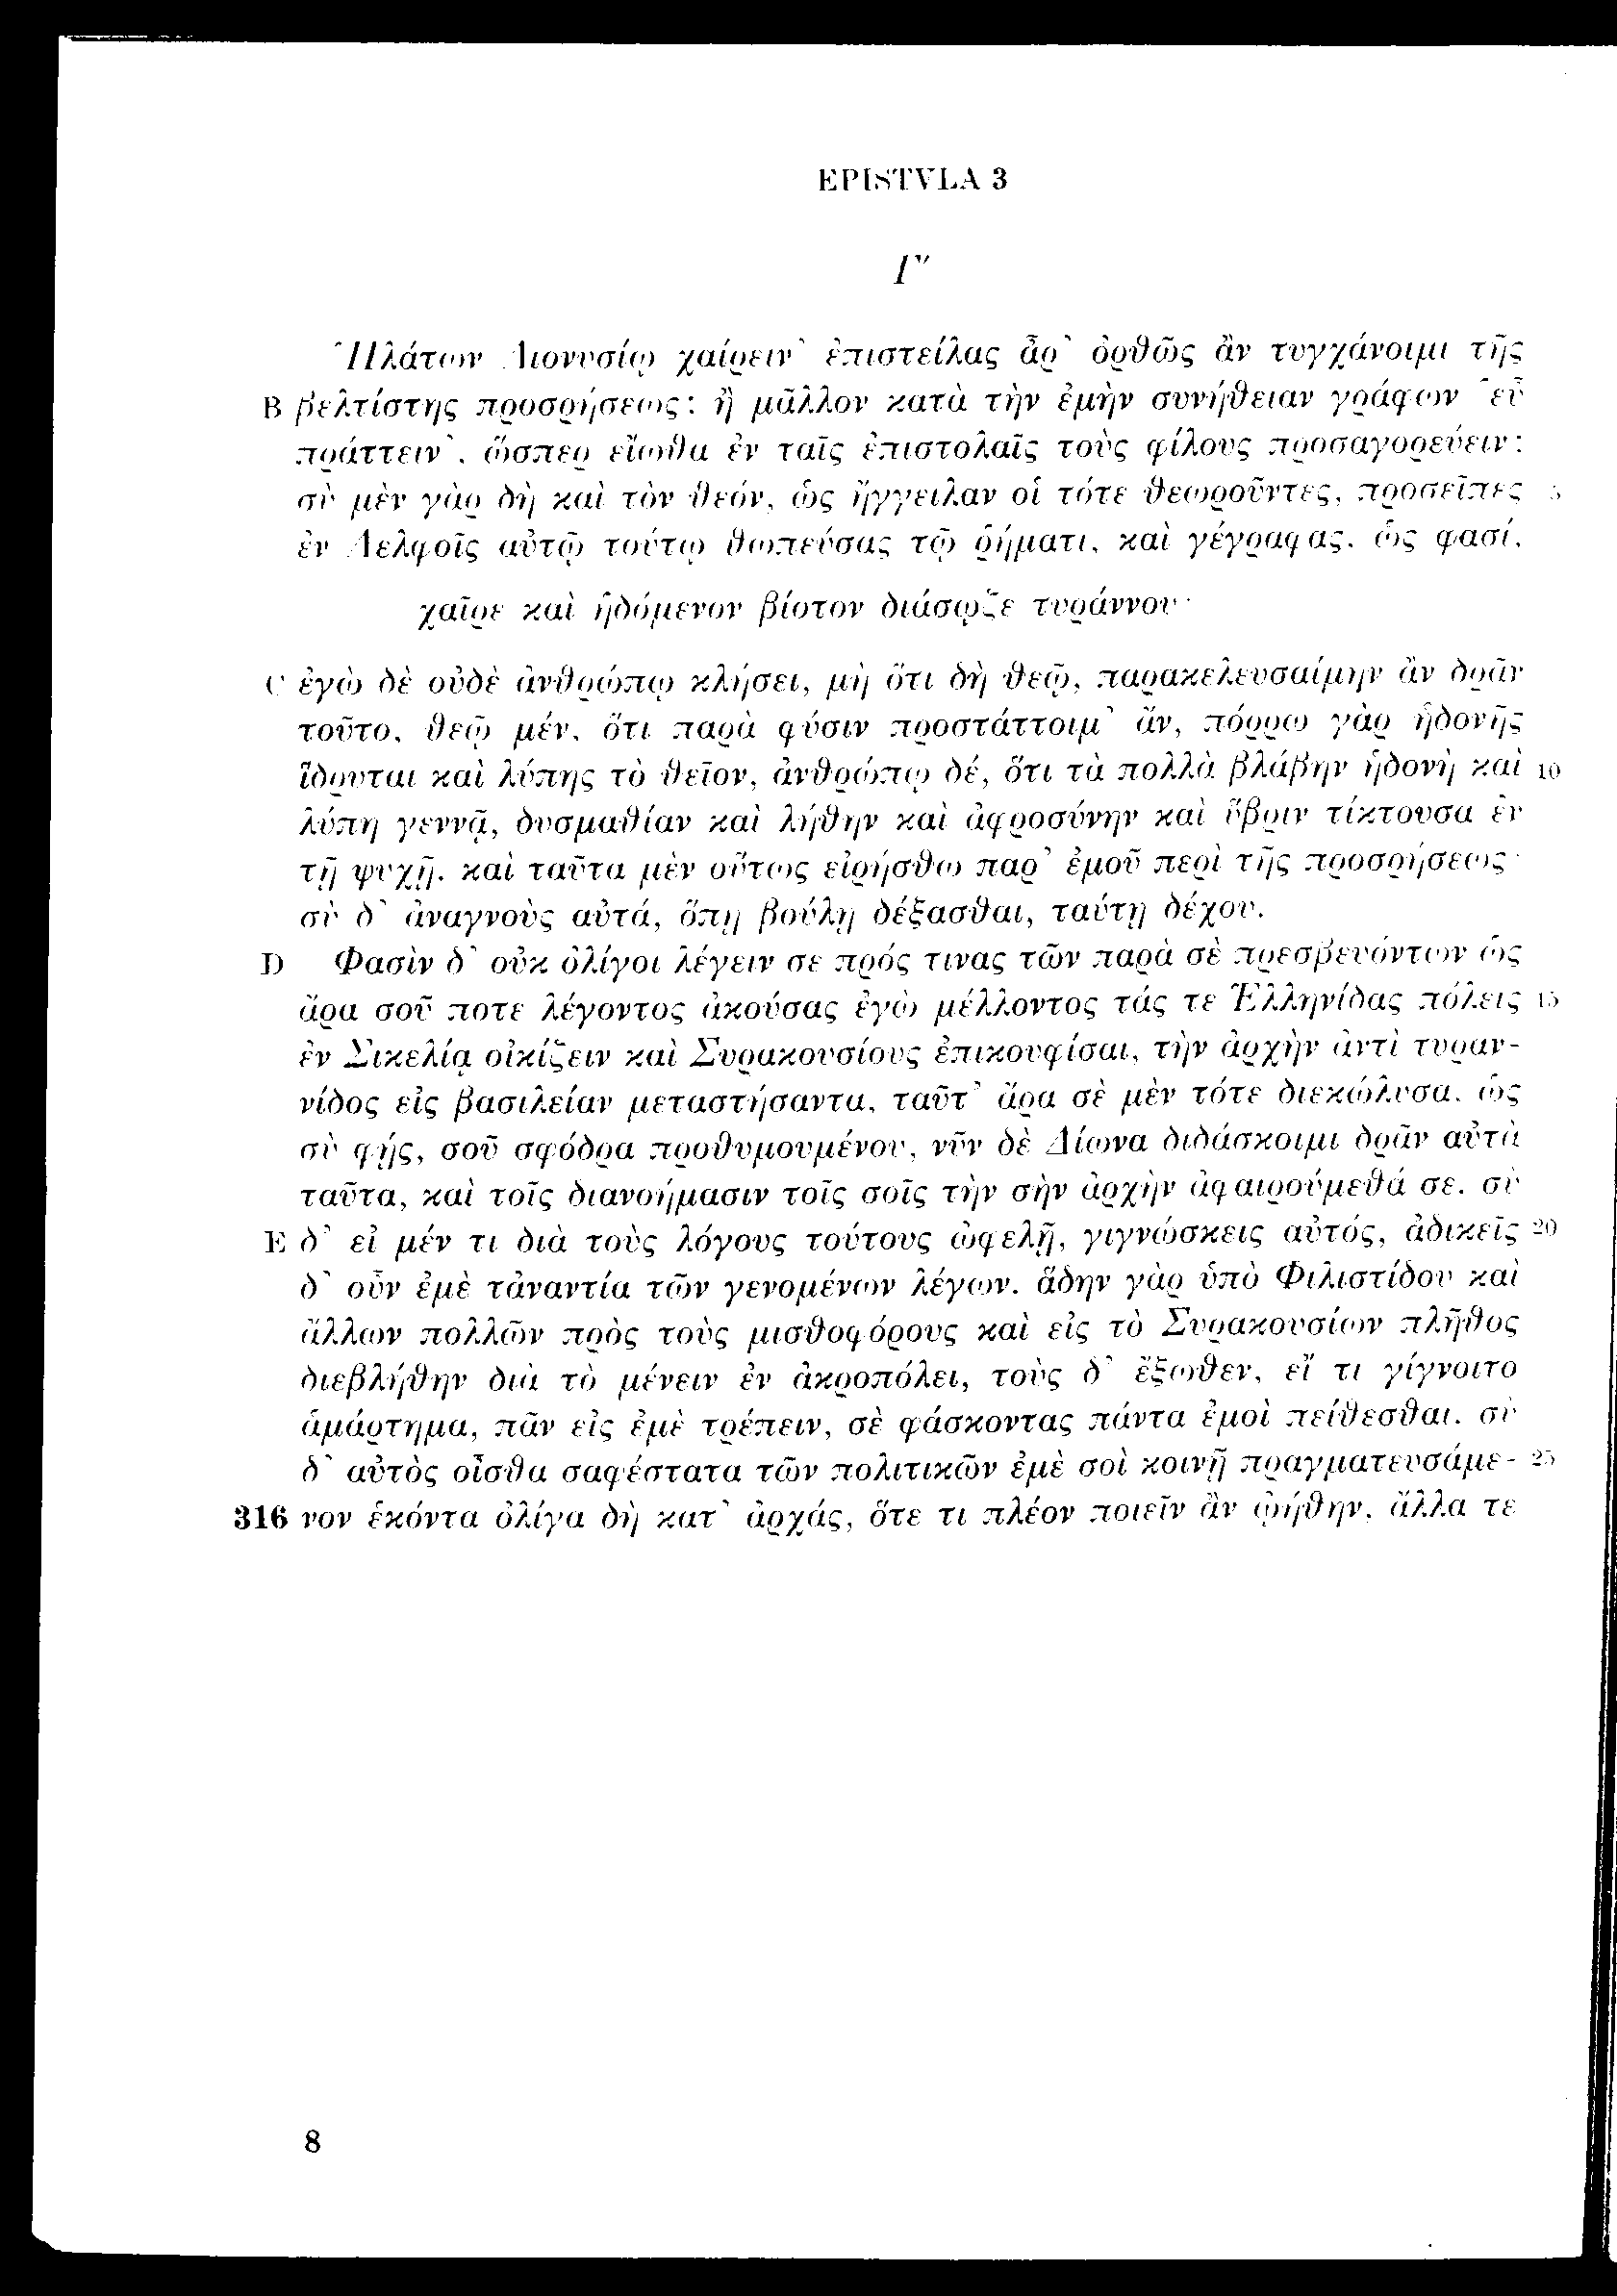 EPISTVLA 3
Γ'
'Πλάτων Διονυσίῳ χαίρειν' ἐπιστείλας ἆρ' ὀρθῶς ἂν τυγχάνοιμι τῆς
B βελτίστης προσρήσεως; ἢ μᾶλλον κατὰ τὴν ἐμὴν συνήθειαν γράφων 'εὖ
πράττειν', ὥσπερ εἴωθα ἐν ταῖς ἐπιστολαῖς τοὺς φίλους προσαγορεύειν;
σὺ μὲν γὰρ δὴ καὶ τὸν θεόν, ὡς ἤγγειλαν οἱ τότε θεωροῦντες, προσεῖπες 5
ἐν Δελφοῖς αὐτῷ τούτῳ θωπεύσας τῷ ῥήματι, καὶ γέγραφας, ὥς φασί,
χαῖρε καὶ ἡδόμενον βίοτον διάσῳζε τυράννου·
C ἐγὼ δὲ οὐδὲ ἀνθρώπῳ κλήσει, μὴ ὅτι δὴ θεῷ, παρακελευσαίμην ἂν δρᾶν
τοῦτο, θεῷ μέν, ὅτι παρὰ φύσιν προστάττοιμ' ἄν, πόρρω γὰρ ἡδονῆς
ἵδρυται καὶ λύπης τὸ θεῖον, ἀνθρώπῳ δέ, ὅτι τὰ πολλὰ βλάβην ἡδονὴ καὶ 10
λύπη γεννᾷ, δυσμαθίαν καὶ λήθην καὶ ἀφροσύνην καὶ ὕβριν τίκτουσα ἐν
τῇ ψυχῇ. καὶ ταῦτα μὲν οὕτως εἰρήσθω παρ' ἐμοῦ περὶ τῆς προσρήσεως·
σὺ δ' ἀναγνοὺς αὐτά, ὅπῃ βούλῃ δέξασθαι, ταύτῃ δέχου.
D Φασὶν δ' οὐκ ὀλίγοι λέγειν σε πρός τινας τῶν παρὰ σὲ πρεσβευόντων ὡς
ἄρα σοῦ ποτε λέγοντος ἀκούσας ἐγὼ μέλλοντος τάς τε Ἑλληνίδας πόλεις 15
ἐν Σικελίᾳ οἰκίζειν καὶ Συρακουσίους ἐπικουφίσαι, τὴν ἀρχὴν ἀντὶ τυραν-
νίδος εἰς βασιλείαν μεταστήσαντα, ταῦτ' ἄρα σὲ μὲν τότε διεκώλυσα, ὡς
σὺ φῄς, σοῦ σφόδρα προθυμουμένου, νῦν δὲ Δίωνα διδάσκοιμι δρᾶν αὐτὰ
ταῦτα, καὶ τοῖς διανοήμασιν τοῖς σοῖς τὴν σὴν ἀρχὴν ἀφαιρούμεθά σε. σὺ
E δ' εἰ μέν τι διὰ τοὺς λόγους τούτους ὠφελῇ, γιγνώσκεις αὐτός, ἀδικεῖς 20
δ' οὖν ἐμὲ τἀναντία τῶν γενομένων λέγων. ἅδην γὰρ ὑπὸ Φιλιστίδου καὶ
ἄλλων πολλῶν πρὸς τοὺς μισθοφόρους καὶ εἰς τὸ Συρακουσίων πλῆθος
διεβλήθην διὰ τὸ μένειν ἐν ἀκροπόλει, τοὺς δ' ἔξωθεν, εἴ τι γίγνοιτο
ἁμάρτημα, πᾶν εἰς ἐμὲ τρέπειν, σὲ φάσκοντας πάντα ἐμοὶ πείθεσθαι. σὺ
δ' αὐτὸς οἶσθα σαφέστατα τῶν πολιτικῶν ἐμὲ σοὶ κοινῇ πραγματευσάμε- 25
316 νον ἑκόντα ὀλίγα δὴ κατ' ἀρχάς, ὅτε τι πλέον ποιεῖν ἂν ᾠήθην, ἄλλα τε
8